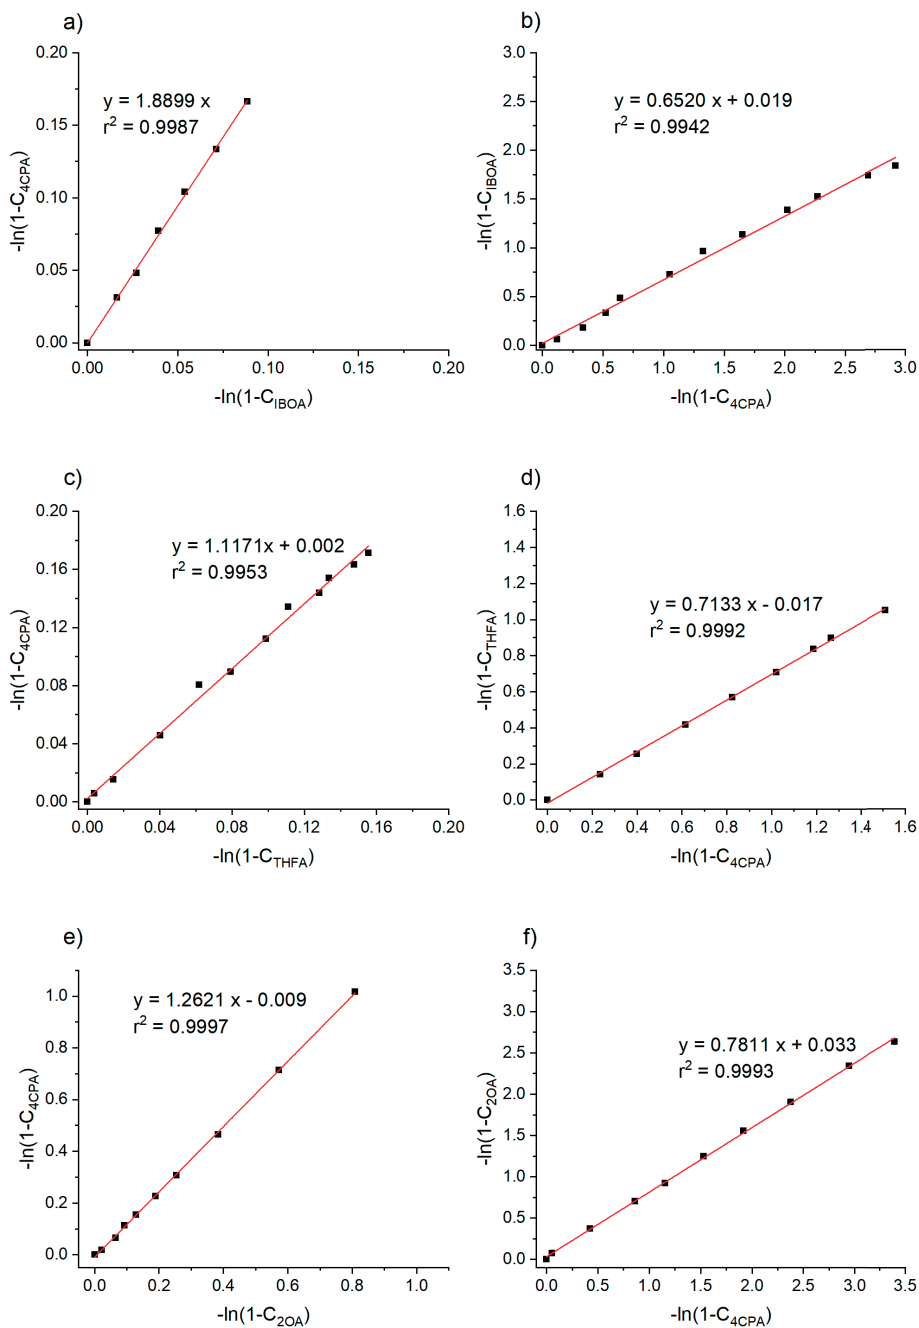 a)
0.20
0.15
0.10
0.05
0.00
-ln(1-C4CPA)
y = 1.8899 x
r² = 0.9987
0.00 0.05 0.10 0.15 0.20
-ln(1-CIBOA)
b)
3.0
2.5
2.0
1.5
1.0
0.5
0.0
-ln(1-CIBOA)
y = 0.6520 x + 0.019
r² = 0.9942
0.0 0.5 1.0 1.5 2.0 2.5 3.0
-ln(1-C4CPA)
c)
0.20
0.16
0.12
0.08
0.04
0.00
-ln(1-C4CPA)
y = 1.1171x + 0.002
r² = 0.9953
0.00 0.04 0.08 0.12 0.16 0.20
-ln(1-CTHFA)
d)
1.6
1.4
1.2
1.0
0.8
0.6
0.4
0.2
0.0
-ln(1-CTHFA)
y = 0.7133 x - 0.017
r² = 0.9992
0.0 0.2 0.4 0.6 0.8 1.0 1.2 1.4 1.6
-ln(1-C4CPA)
e)
1.0
0.8
0.6
0.4
0.2
0.0
-ln(1-C4CPA)
y = 1.2621 x - 0.009
r² = 0.9997
0.0 0.2 0.4 0.6 0.8 1.0
-ln(1-C2OA)
f)
3.5
3.0
2.5
2.0
1.5
1.0
0.5
0.0
-ln(1-C2OA)
y = 0.7811 x + 0.033
r² = 0.9993
0.0 0.5 1.0 1.5 2.0 2.5 3.0 3.5
-ln(1-C4CPA)